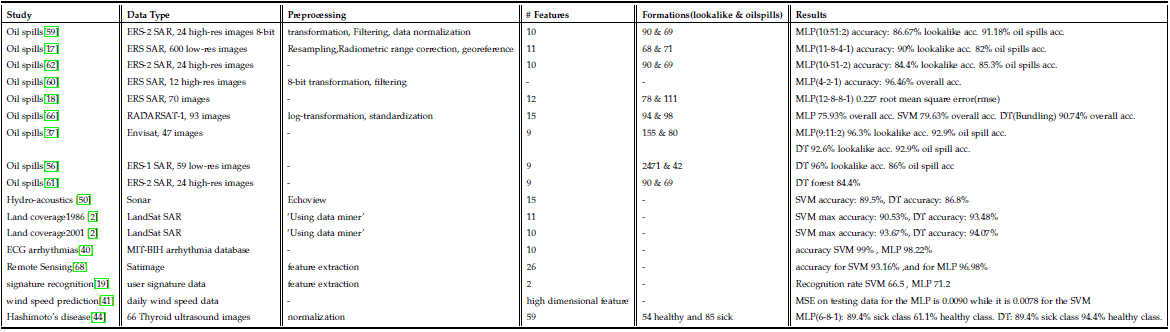 Study Data Type Preprocessing # Features Formations(lookalike & oilspills) Results
Oil spills[59] ERS-2 SAR, 24 high-res images 8-bit transformation, Filtering, data normalization 10 90 & 69 MLP(10:51:2) accuracy: 86.67% lookalike acc. 91.18% oil spills acc.
Oil spills[17] ERS SAR, 600 low-res images Resampling,Radiometric range correction, georeference 11 68 & 71 MLP(11-8-4-1) accuracy: 90% lookalike acc. 82% oil spills acc.
Oil spills[62] ERS-2 SAR, 24 high-res images - 10 90 & 69 MLP(10-51-2) accuracy: 84.4% lookalike acc. 85.3% oil spills acc.
Oil spills[60] ERS SAR, 12 high-res images 8-bit transformation, filtering - - MLP(4-2-1) accuracy: 96.46% overall acc.
Oil spills[18] ERS SAR, 70 images - 12 78 & 111 MLP(12-8-8-1) 0.227 root mean square error(rmse)
Oil spills[66] RADARSAT-1, 93 images log-transformation, standardization 15 94 & 98 MLP 75.93% overall acc. SVM 79.63% overall acc. DT(Bundling) 90.74% overall acc.
Oil spills[37] Envisat, 47 images - 9 155 & 80 MLP(9:11:2) 96.3% lookalike acc. 92.9% oil spill acc.
DT 92.6% lookalike acc. 92.9% oil spill acc.
Oil spills[56] ERS-1 SAR, 59 low-res images - 9 2471 & 42 DT 96% lookalike acc. 86% oil spill acc
Oil spills[61] ERS-2 SAR, 24 high-res images - 9 90 & 69 DT forest 84.4%
Hydro-acoustics [50] Sonar Echoview 15 - SVM accuracy: 89.5%, DT accuracy: 86.8%
Land coverage1986 [2] LandSat SAR 'Using data miner' 11 - SVM max accuracy: 90.53%, DT accuracy: 93.48%
Land coverage2001 [2] LandSat SAR 'Using data miner' 10 - SVM max accuracy: 93.67%, DT accuracy: 94.07%
ECG arrhythmias[40] MIT-BIH arrhythmia database 10 - accuracy SVM 99% , MLP 98.22%
Remote Sensing[68] Satimage feature extraction 26 - accuracy for SVM 93.16% ,and for MLP 96.98%
signature recognition[19] user signature data feature extraction 2 - Recognition rate SVM 66.5 , MLP 71.2
wind speed prediction[41] daily wind speed data - high dimensional feature - MSE on testing data for the MLP is 0.0090 while it is 0.0078 for the SVM
Hashimoto's disease[44] 66 Thyroid ultrasound images normalization 59 54 healthy and 85 sick MLP(6-8-1): 89.4% sick class 61.1% healthy class. DT: 89.4% sick class 94.4% healthy class.